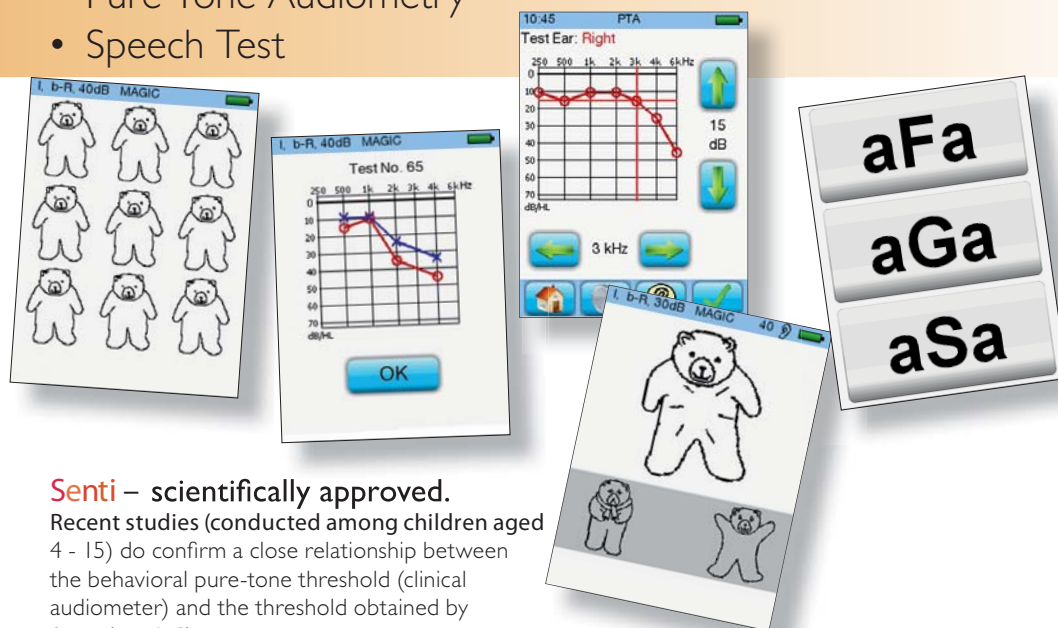 Pure Tone Audiometry
• Speech Test
I, b-R, 40dB MAGIC
I, b-R, 40dB MAGIC
Test No. 65
250 500 1k 2k 3k 4k 6kHz
0
10
20
30
40
50
60
70
dB/HL
OK
10:45 PTA
Test Ear: Right
250 500 1k 2k 3k 4k 6kHz
0
10
20
30
40
50
60
70
dB/HL
15
dB
3 kHz
I, b-R, 30dB MAGIC 40
aFa
aGa
aSa
Senti – scientifically approved.
Recent studies (conducted among children aged
4 - 15) do confirm a close relationship between
the behavioral pure-tone threshold (clinical
audiometer) and the threshold obtained by